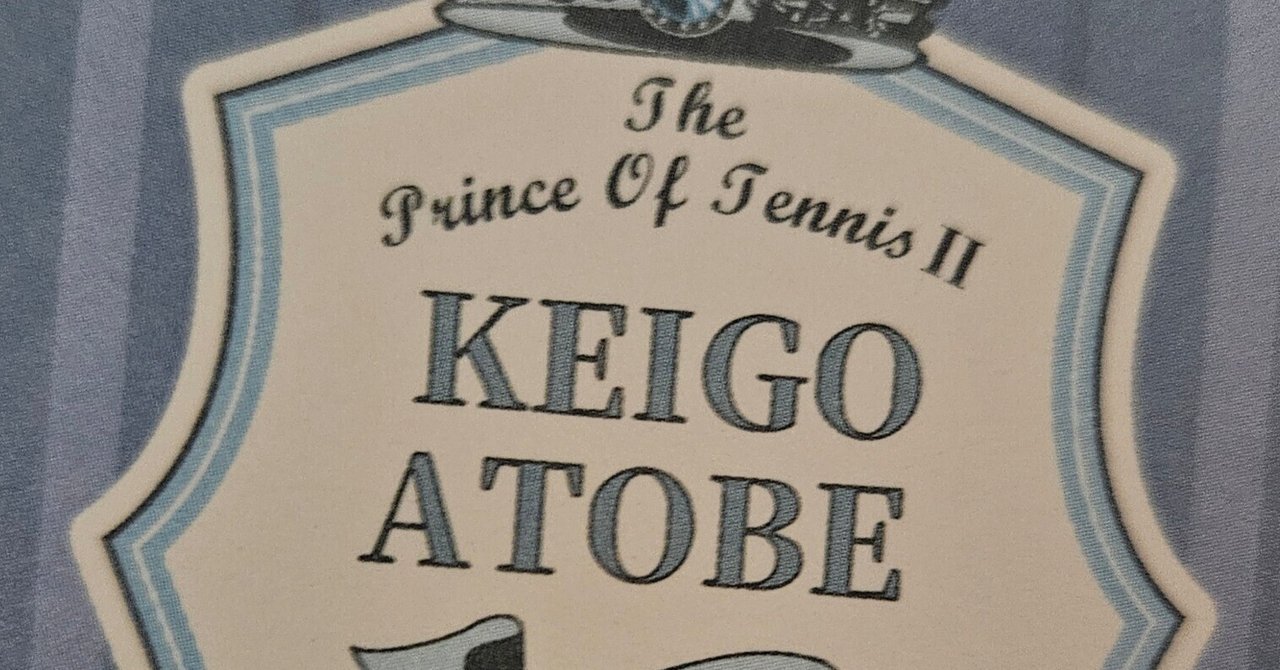 The
Prince Of Tennis II
KEIGO
ATOBE